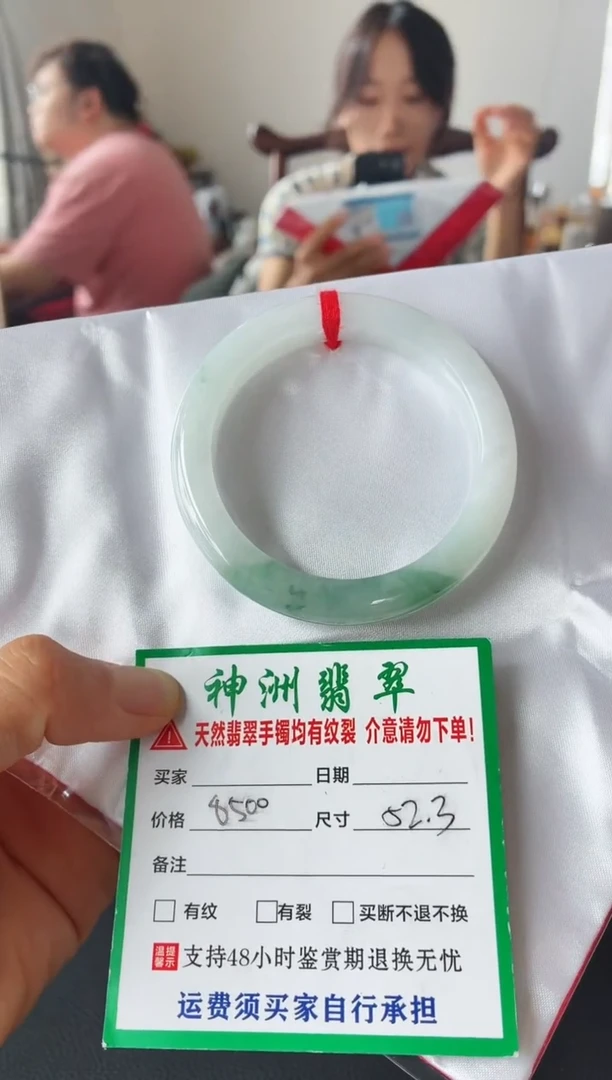 神洲翡翠
天然翡翠手镯均有纹裂 介意请勿下单!
买家 日期
价格 8500 尺寸 52.3
备注
有纹 有裂 买断不退不换
温馨提示 支持48小时鉴赏期退换无忧
运费须买家自行承担